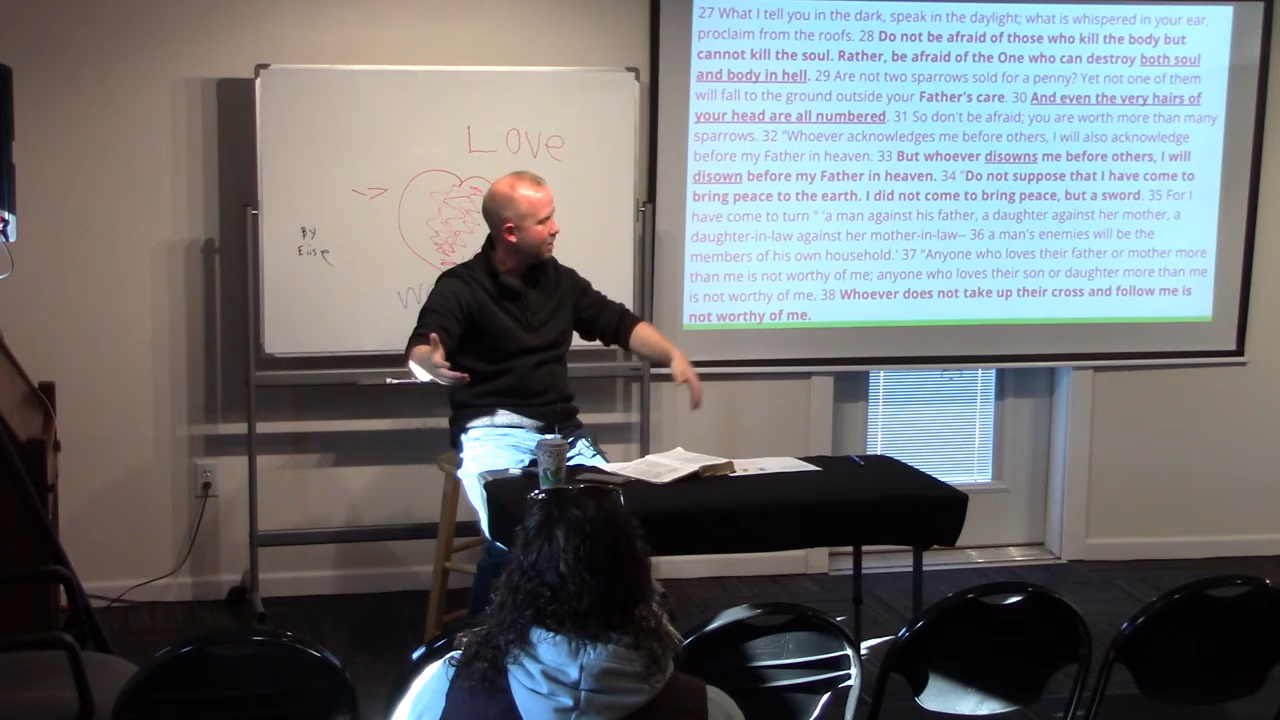 Love
By
27 What I tell you in the dark, speak in the daylight; what is whispered in your ear,
proclaim from the roofs. 28 Do not be afraid of those who kill the body but
cannot kill the soul. Rather, be afraid of the One who can destroy both soul
and body in hell. 29 Are not two sparrows sold for a penny? Yet not one of them
will fall to the ground outside your Father's care. 30 And even the very hairs of
your head are all numbered. 31 So don't be afraid; you are worth more than many
sparrows. 32 "Whoever acknowledges me before others, I will also acknowledge
before my Father in heaven. 33 But whoever disowns me before others, I will
disown before my Father in heaven. 34 "Do not suppose that I have come to
bring peace to the earth. I did not come to bring peace, but a sword. 35 For I
have come to turn " 'a man against his father, a daughter against her mother, a
daughter-in-law against her mother-in-law– 36 a man's enemies will be the
members of his own household.' 37 "Anyone who loves their father or mother more
than me is not worthy of me; anyone who loves their son or daughter more than me
is not worthy of me. 38 Whoever does not take up their cross and follow me is
not worthy of me.